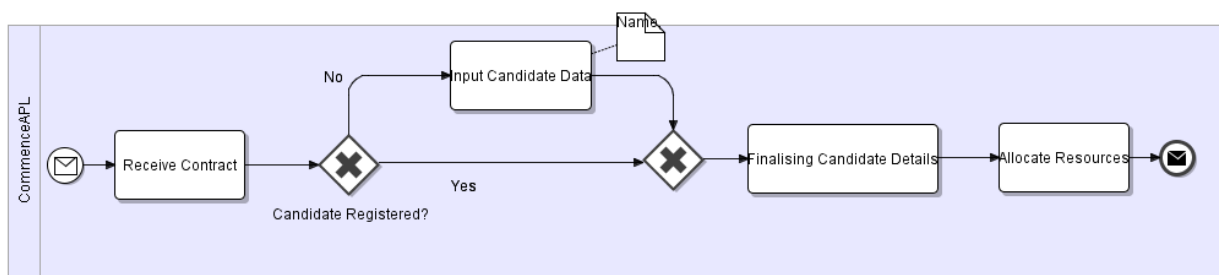 CommenceAPL
Receive Contract
Candidate Registered?
No
Yes
Input Candidate Data
Name
Finalising Candidate Details
Allocate Resources